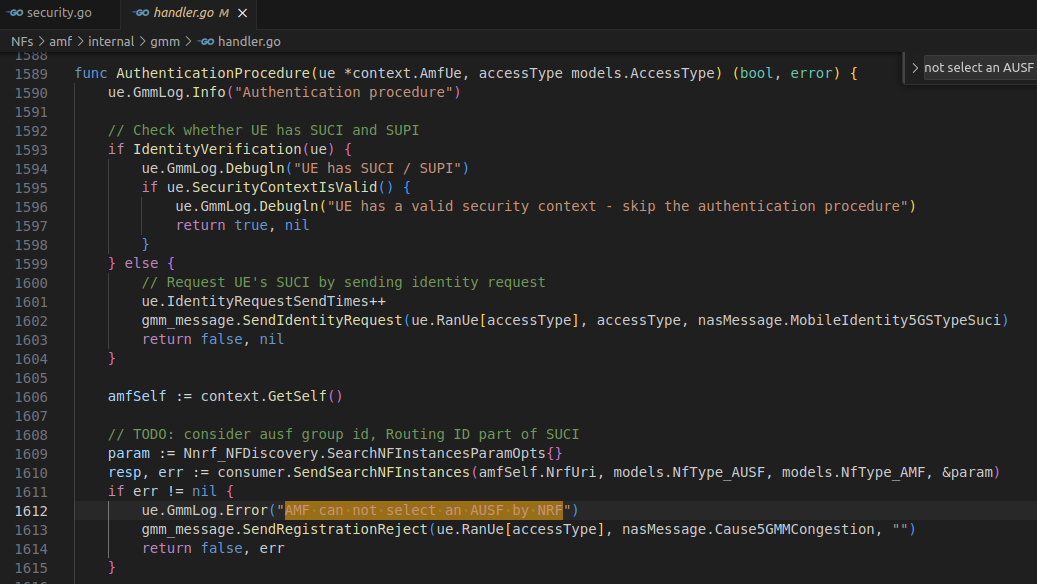 GO security.go
GO handler.go M ×
NFs > amf > internal > gmm > GO handler.go
1588
1589 func AuthenticationProcedure(ue *context.AmfUe, accessType models.AccessType) (bool, error) {
1590 ue.GmmLog.Info("Authentication procedure")
1591
1592 // Check whether UE has SUCI and SUPI
1593 if IdentityVerification(ue) {
1594 ue.GmmLog.Debugln("UE has SUCI / SUPI")
1595 if ue.SecurityContextIsValid() {
1596 ue.GmmLog.Debugln("UE has a valid security context - skip the authentication procedure")
1597 return true, nil
1598 }
1599 } else {
1600 // Request UE's SUCI by sending identity request
1601 ue.IdentityRequestSendTimes++
1602 gmm_message.SendIdentityRequest(ue.RanUe[accessType], accessType, nasMessage.MobileIdentity5GSTypeSuci)
1603 return false, nil
1604 }
1605
1606 amfSelf := context.GetSelf()
1607
1608 // TODO: consider ausf group id, Routing ID part of SUCI
1609 param := Nnrf_NFDiscovery.SearchNFInstancesParamOpts{}
1610 resp, err := consumer.SendSearchNFInstances(amfSelf.NrfUri, models.NfType_AUSF, models.NfType_AMF, &param)
1611 if err != nil {
1612 ue.GmmLog.Error("AMF can not select an AUSF by NRF")
1613 gmm_message.SendRegistrationReject(ue.RanUe[accessType], nasMessage.Cause5GMMCongestion, "")
1614 return false, err
1615 }
1616
> not select an AUSF